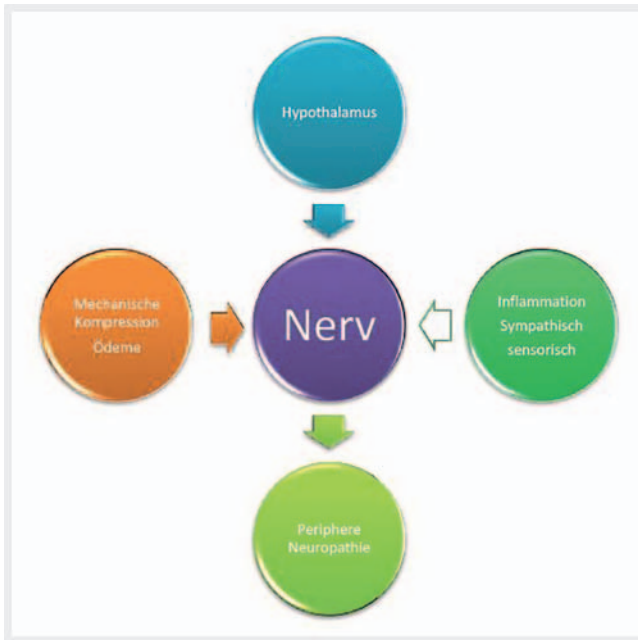 Hypothalamus
Mechanische
Kompression
Ödeme
Nerv
Inflammation
Sympathisch
sensorisch
Periphere
Neuropathie